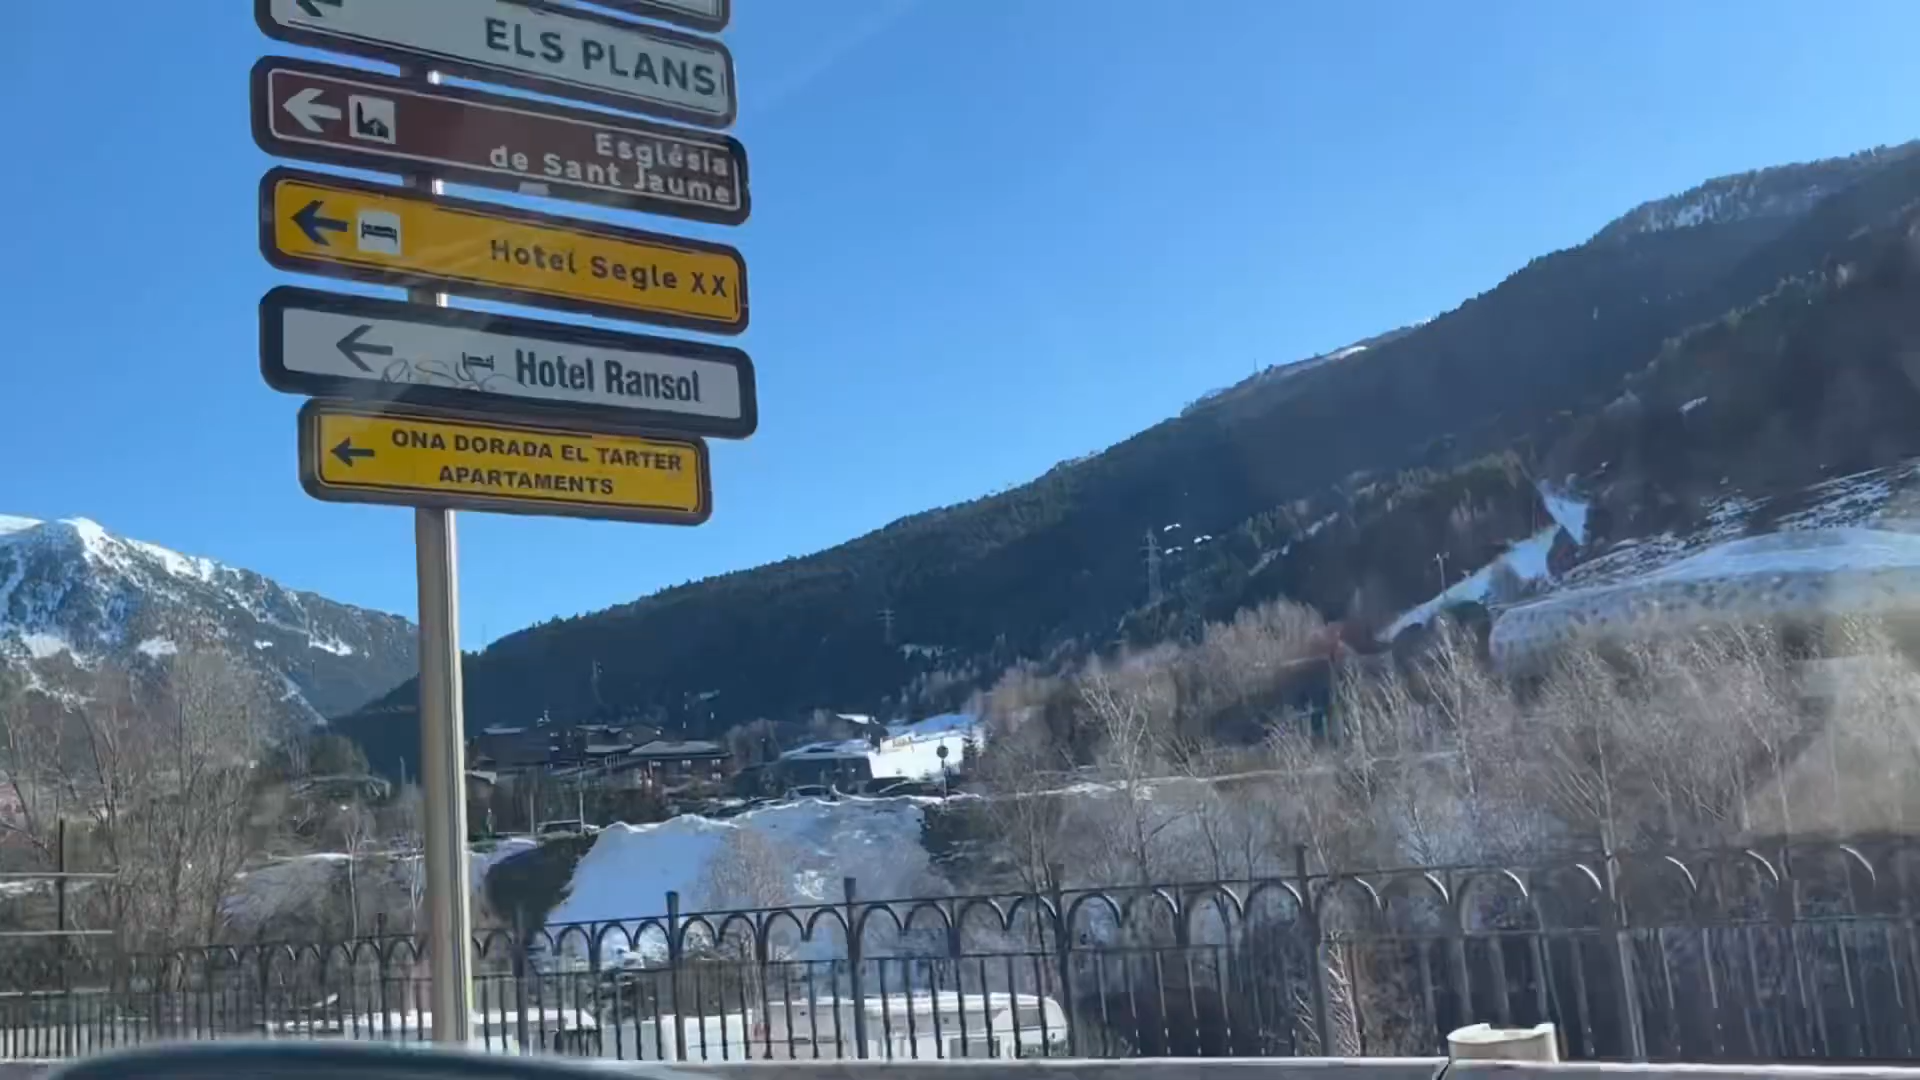 ELS PLANS
Església
de Sant Jaume
Hotel Segle XX
Hotel Ransol
ONA DORADA EL TARTER
APARTAMENTS